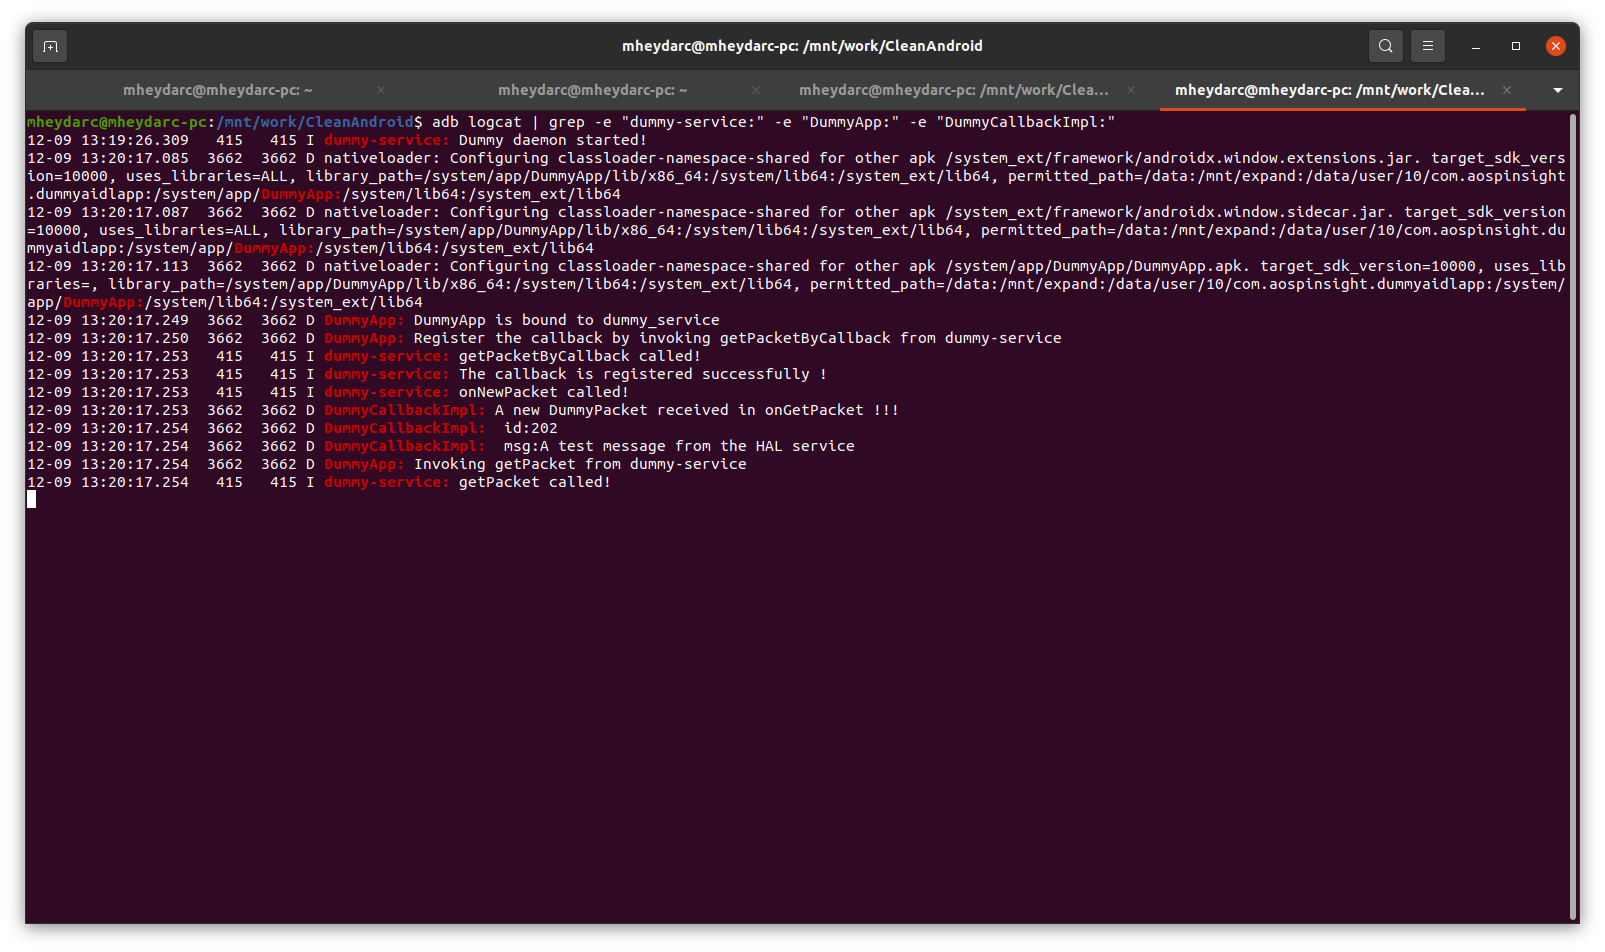 mheydarc@mheydarc-pc: /mnt/work/CleanAndroid
mheydarc@mheydarc-pc: ~
mheydarc@mheydarc-pc: ~
mheydarc@mheydarc-pc: /mnt/work/Clea...
mheydarc@mheydarc-pc: /mnt/work/Clea...
mheydarc@mheydarc-pc:/mnt/work/CleanAndroid$ adb logcat | grep -e "dummy-service:" -e "DummyApp:" -e "DummyCallbackImpl:"
12-09 13:19:26.309   415   415 I dummy-service: Dummy daemon started!
12-09 13:20:17.085  3662  3662 D nativeloader: Configuring classloader-namespace-shared for other apk /system_ext/framework/androidx.window.extensions.jar. target_sdk_vers
ion=10000, uses_libraries=ALL, library_path=/system/app/DummyApp/lib/x86_64:/system/lib64:/system_ext/lib64, permitted_path=/data:/mnt/expand:/data/user/10/com.aospinsight
.dummyaidlapp:/system/app/DummyApp:/system/lib64:/system_ext/lib64
12-09 13:20:17.087  3662  3662 D nativeloader: Configuring classloader-namespace-shared for other apk /system_ext/framework/androidx.window.sidecar.jar. target_sdk_version
=10000, uses_libraries=ALL, library_path=/system/app/DummyApp/lib/x86_64:/system/lib64:/system_ext/lib64, permitted_path=/data:/mnt/expand:/data/user/10/com.aospinsight.du
mmyaidlapp:/system/app/DummyApp:/system/lib64:/system_ext/lib64
12-09 13:20:17.113  3662  3662 D nativeloader: Configuring classloader-namespace-shared for other apk /system/app/DummyApp/DummyApp.apk. target_sdk_version=10000, uses_lib
raries=, library_path=/system/app/DummyApp/lib/x86_64:/system/lib64:/system_ext/lib64, permitted_path=/data:/mnt/expand:/data/user/10/com.aospinsight.dummyaidlapp:/system/
app/DummyApp:/system/lib64:/system_ext/lib64
12-09 13:20:17.249  3662  3662 D DummyApp: DummyApp is bound to dummy_service
12-09 13:20:17.250  3662  3662 D DummyApp: Register the callback by invoking getPacketByCallback from dummy-service
12-09 13:20:17.253   415   415 I dummy-service: getPacketByCallback called!
12-09 13:20:17.253   415   415 I dummy-service: The callback is registered successfully !
12-09 13:20:17.253   415   415 I dummy-service: onNewPacket called!
12-09 13:20:17.253  3662  3662 D DummyCallbackImpl: A new DummyPacket received in onGetPacket !!!
12-09 13:20:17.254  3662  3662 D DummyCallbackImpl:  id:202
12-09 13:20:17.254  3662  3662 D DummyCallbackImpl:  msg:A test message from the HAL service
12-09 13:20:17.254  3662  3662 D DummyApp: Invoking getPacket from dummy-service
12-09 13:20:17.254   415   415 I dummy-service: getPacket called!